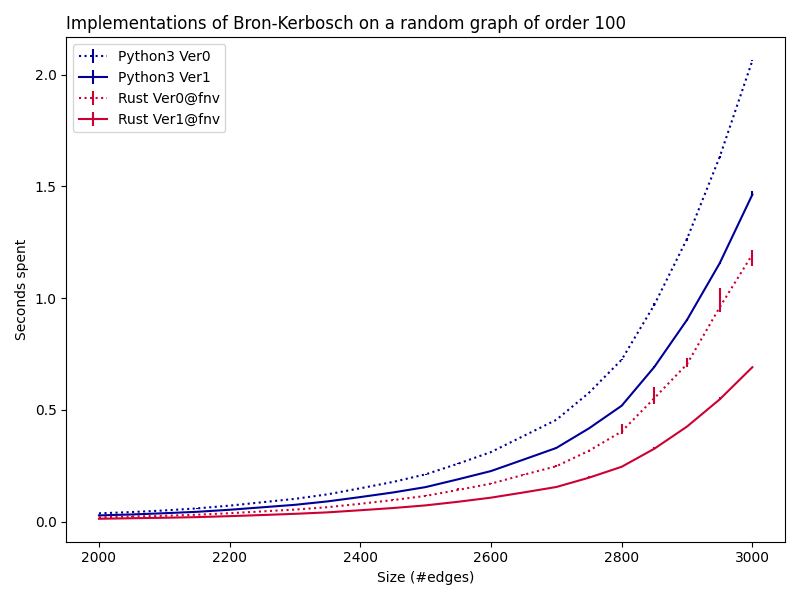 Implementations of Bron-Kerbosch on a random graph of order 100
Python3 Ver0
Python3 Ver1
Rust Ver0@fnv
Rust Ver1@fnv
2.0
1.5
1.0
0.5
0.0
Seconds spent
2000 2200 2400 2600 2800 3000
Size (#edges)